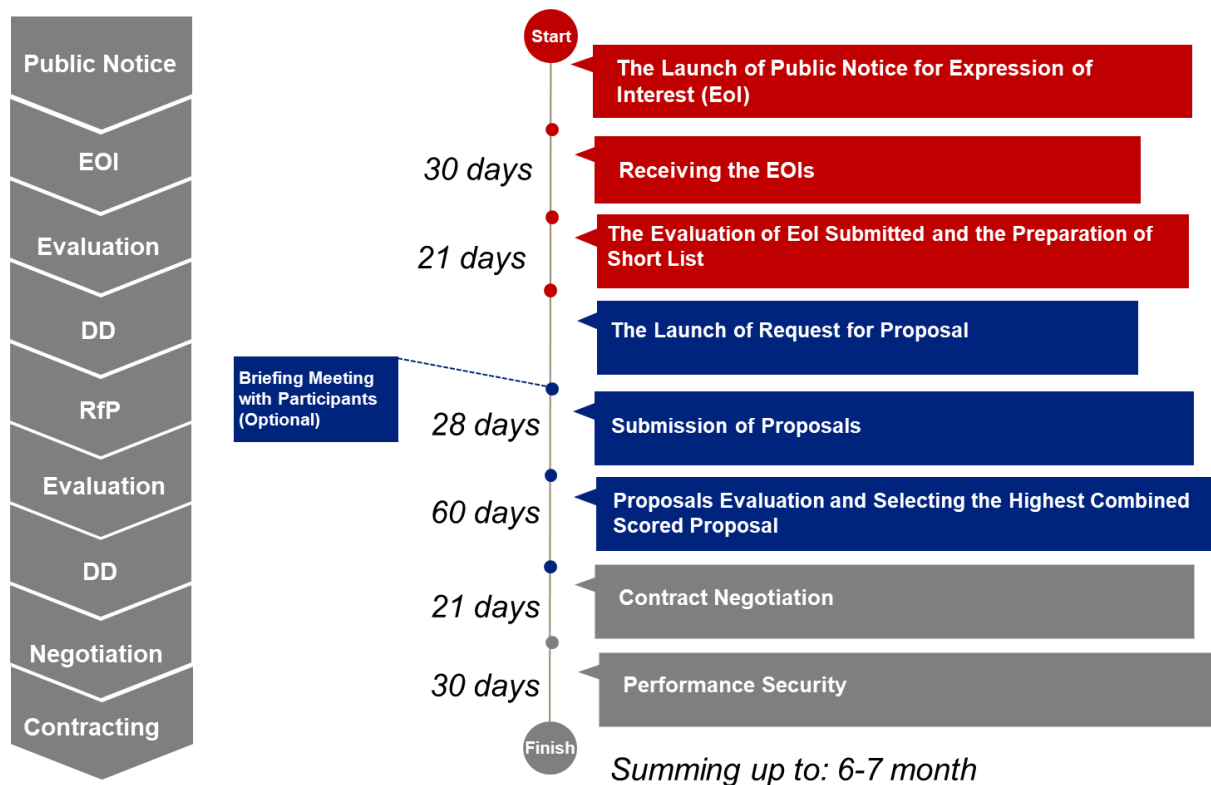 Public Notice
EOI
Evaluation
DD
RfP
Evaluation
DD
Negotiation
Contracting
Start
The Launch of Public Notice for Expression of
Interest (EoI)
30 days
Receiving the EOIs
21 days
The Evaluation of EoI Submitted and the Preparation of
Short List
The Launch of Request for Proposal
Briefing Meeting
with Participants
(Optional)
28 days
Submission of Proposals
60 days
Proposals Evaluation and Selecting the Highest Combined
Scored Proposal
21 days
Contract Negotiation
30 days
Performance Security
Finish
Summing up to: 6-7 month